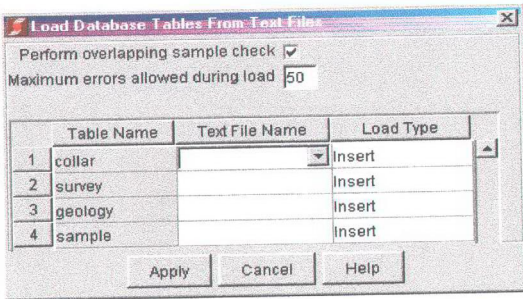 Load Database Tables From Text Files
Perform overlapping sample check
Maximum errors allowed during load 50
Table Name Text File Name Load Type
1 collar Insert
2 survey Insert
3 geology Insert
4 sample Insert
Apply Cancel Help